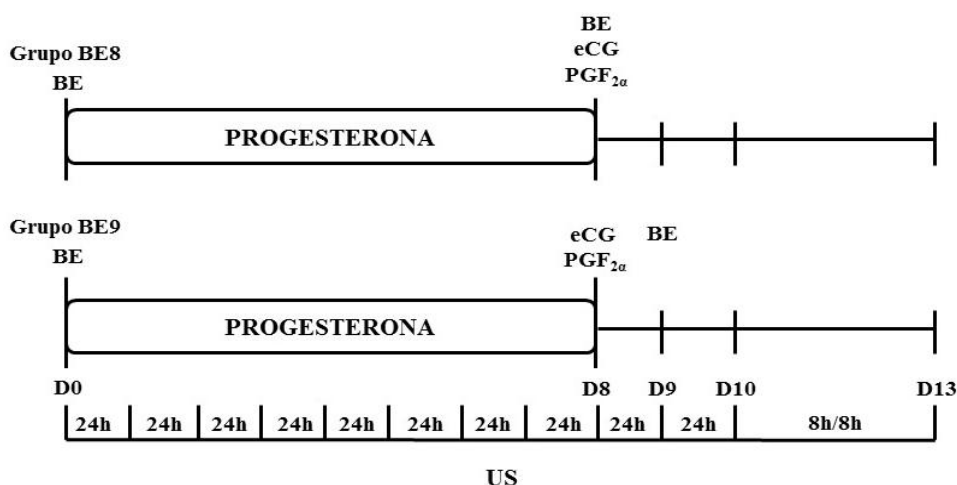 BE
Grupo BE8
eCG
BE
PGF2α
PROGESTERONA
Grupo BE9
eCG BE
BE
PGF2α
PROGESTERONA
D0 D8 D9 D10 D13
24h 24h 24h 24h 24h 24h 24h 24h 24h 24h 8h/8h
US